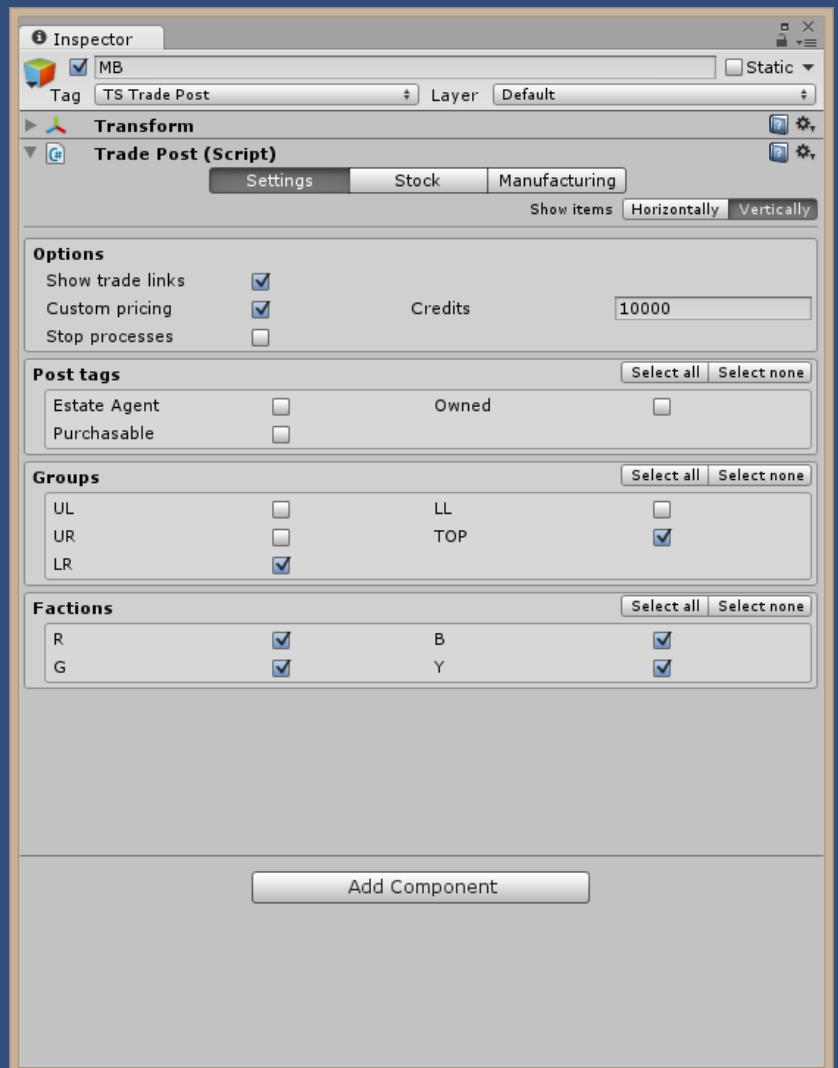 Inspector
MB Static
Tag TS Trade Post Layer Default
Transform
Trade Post (Script)
Settings Stock Manufacturing
Show items Horizontally Vertically
Options
Show trade links
Custom pricing Credits 10000
Stop processes
Post tags Select all Select none
Estate Agent Owned
Purchasable
Groups Select all Select none
UL LL
UR TOP
LR
Factions Select all Select none
R B
G Y
Add Component